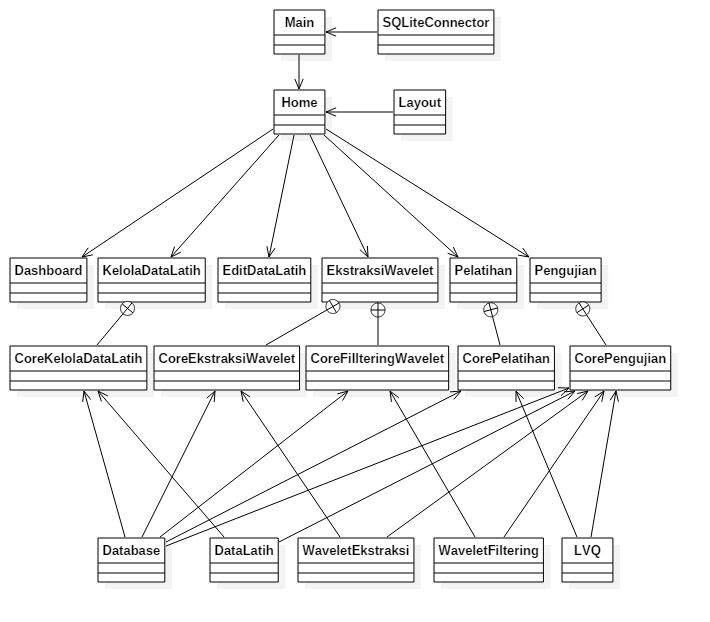 Main
SQLiteConnector
Home
Layout
Dashboard
KelolaDataLatih
EditDataLatih
EkstraksiWavelet
Pelatihan
Pengujian
CoreKelolaDataLatih
CoreEkstraksiWavelet
CoreFillteringWavelet
CorePelatihan
CorePengujian
Database
DataLatih
WaveletEkstraksi
WaveletFiltering
LVQ